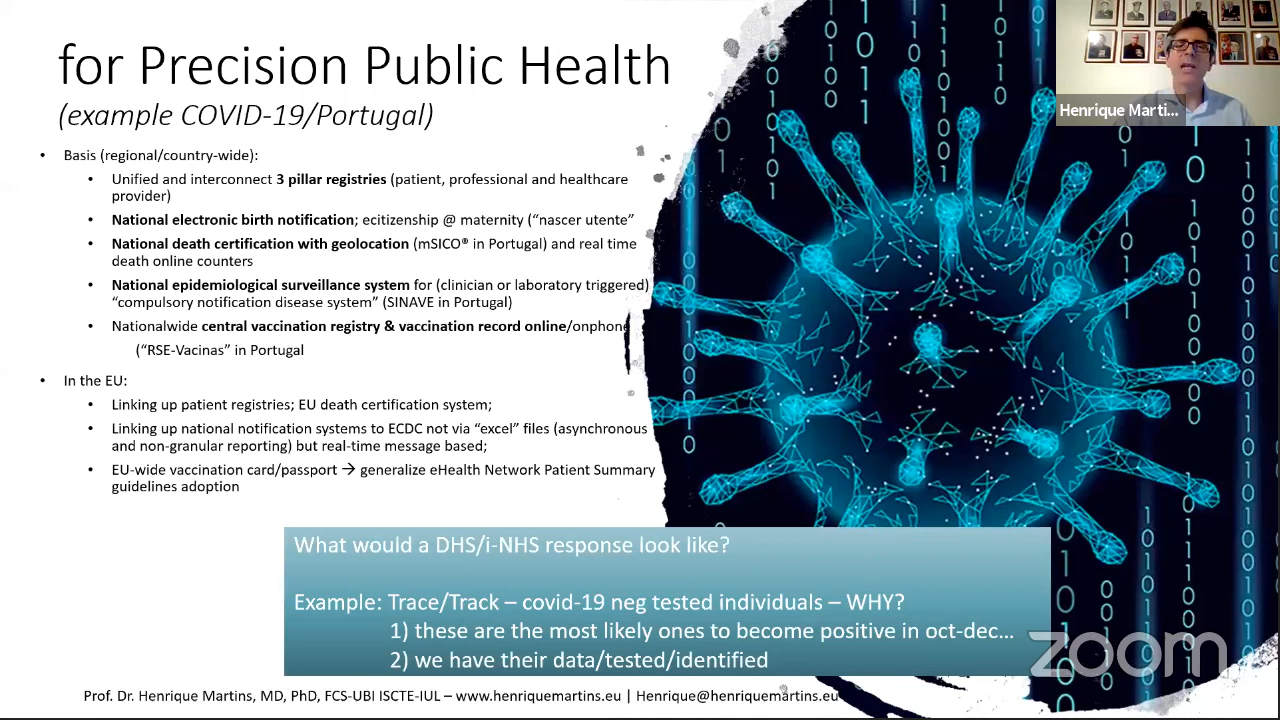 for Precision Public Health
(example COVID-19/Portugal)
Henrique Marti...
• Basis (regional/country-wide):
• Unified and interconnect 3 pillar registries (patient, professional and healthcare
provider)
• National electronic birth notification; ecitizenship @ maternity (“nascer utente”
• National death certification with geolocation (mSICO® in Portugal) and real time
death online counters
• National epidemiological surveillance system for (clinician or laboratory triggered)
“compulsory notification disease system” (SINAVE in Portugal)
• Nationalwide central vaccination registry & vaccination record online/onphone
(“RSE-Vacinas” in Portugal
• In the EU:
• Linking up patient registries; EU death certification system;
• Linking up national notification systems to ECDC not via “excel” files (asynchronous
and non-granular reporting) but real-time message based;
• EU-wide vaccination card/passport → generalize eHealth Network Patient Summary
guidelines adoption
What would a DHS/i-NHS response look like?
Example: Trace/Track – covid-19 neg tested individuals – WHY?
1) these are the most likely ones to become positive in oct-dec...
2) we have their data/tested/identified
zoom
Prof. Dr. Henrique Martins, MD, PhD, FCS-UBI ISCTE-IUL – www.henriquemartins.eu | Henrique@henriquemartins.eu